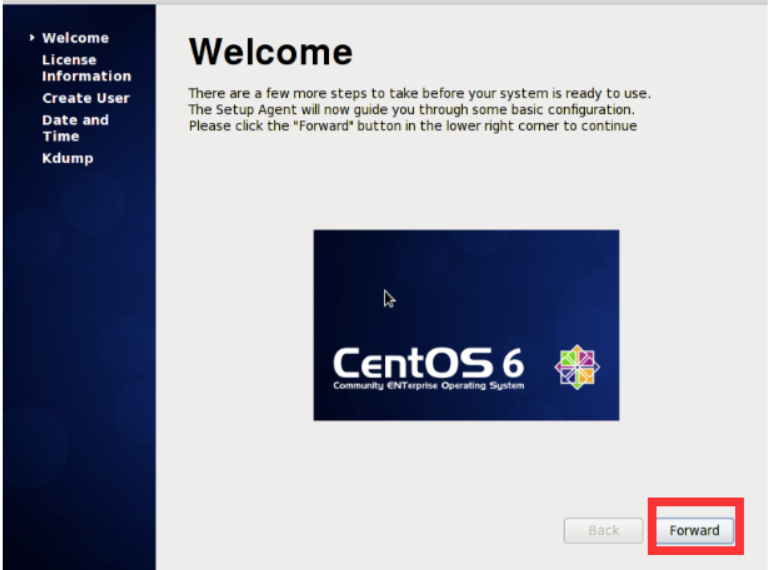 Welcome
License
Information
Create User
Date and
Time
Kdump
Welcome
There are a few more steps to take before your system is ready to use.
The Setup Agent will now guide you through some basic configuration.
Please click the "Forward" button in the lower right corner to continue
CentOS 6
Community ENTerprise Operating System
Back
Forward